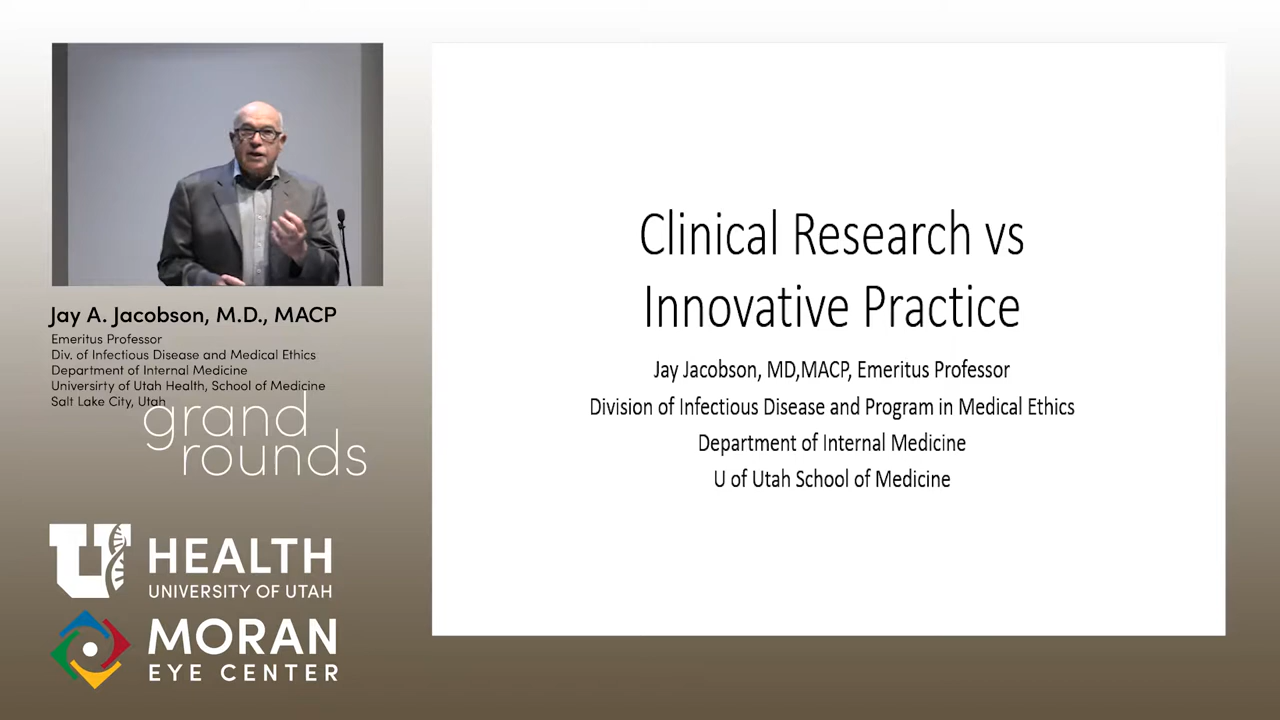 Jay A. Jacobson, M.D., MACP
Emeritus Professor
Div. of Infectious Disease and Medical Ethics
Department of Internal Medicine
Univeristy of Utah Health, School of Medicine
Salt Lake City, Utah
grand
rounds
U HEALTH
UNIVERSITY OF UTAH
MORAN
EYE CENTER
Clinical Research vs
Innovative Practice
Jay Jacobson, MD,MACP, Emeritus Professor
Division of Infectious Disease and Program in Medical Ethics
Department of Internal Medicine
U of Utah School of Medicine